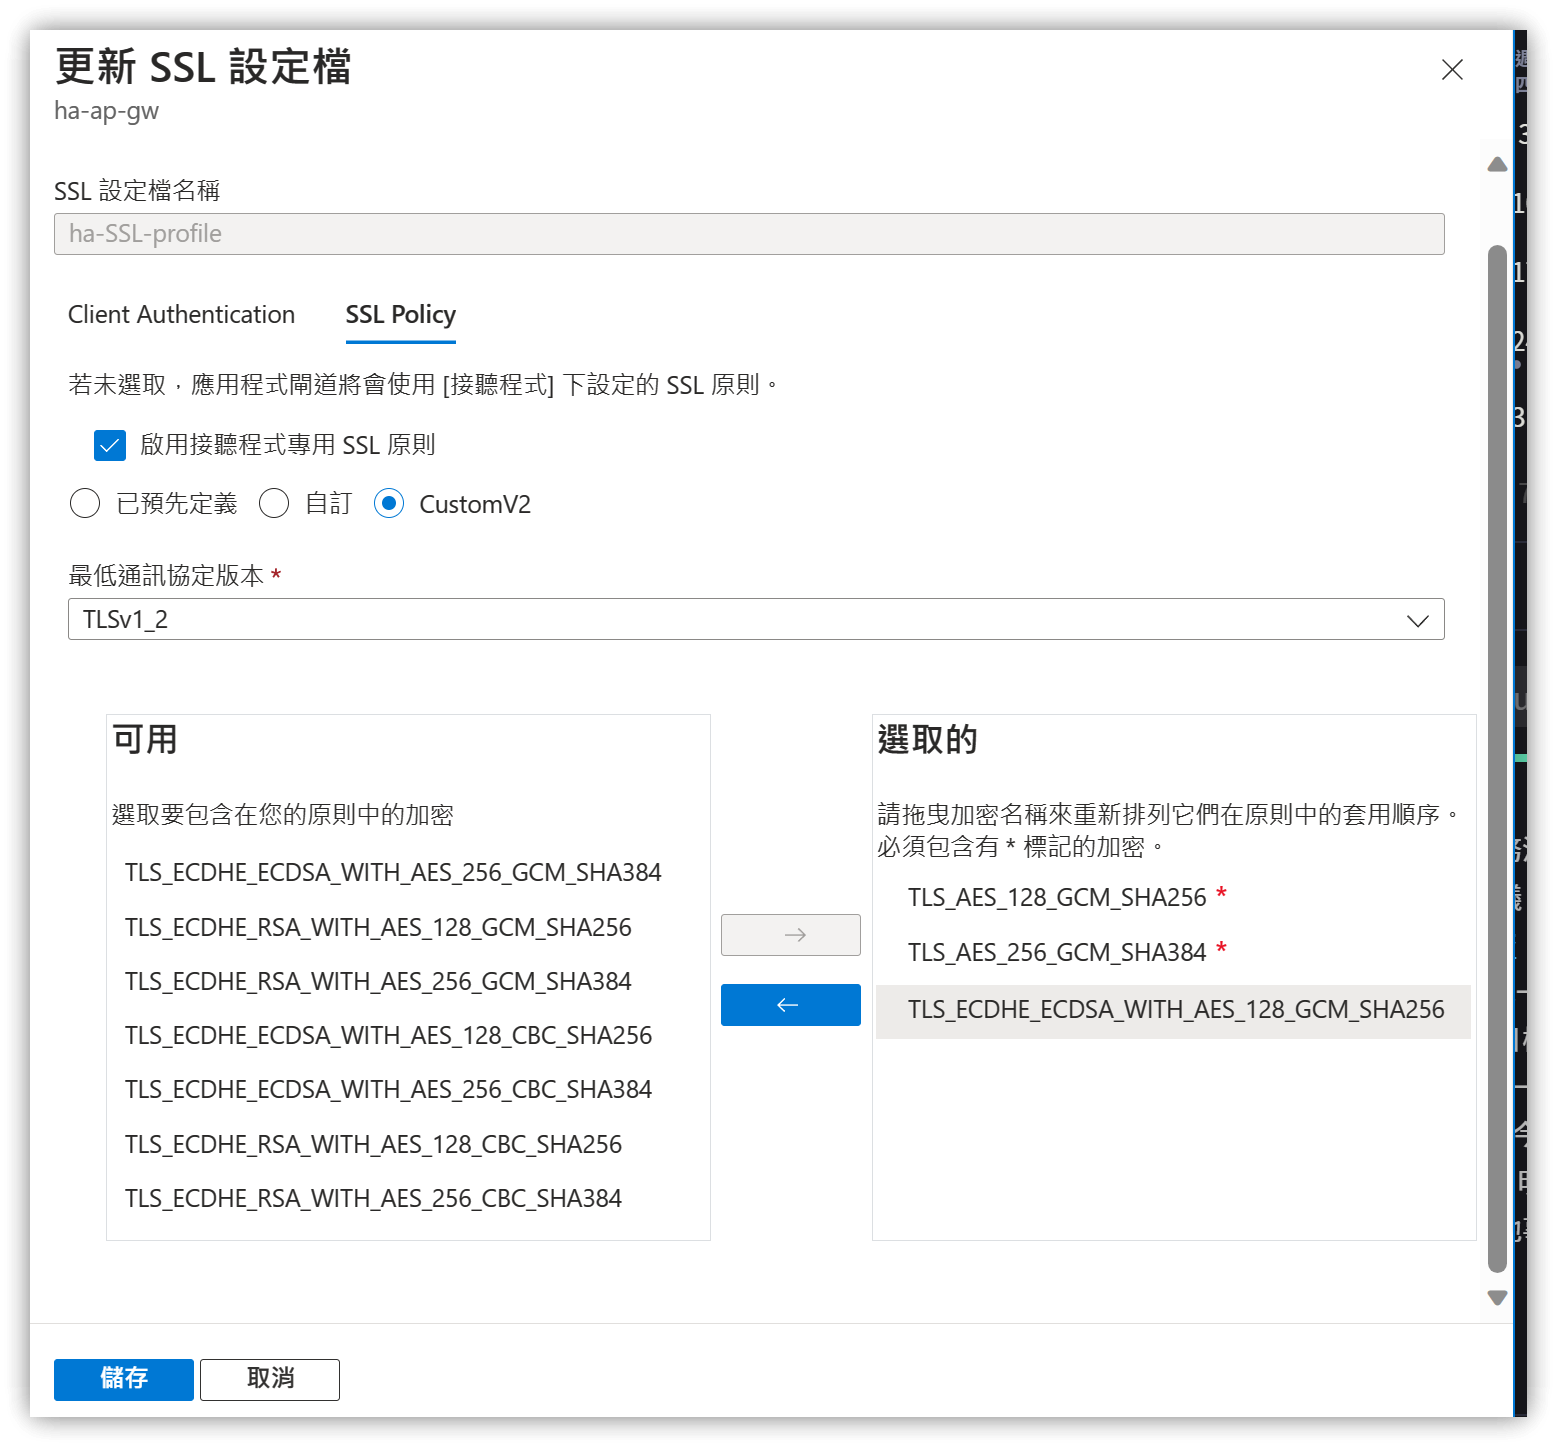 更新 SSL 設定檔
ha-ap-gw
SSL 設定檔名稱
ha-SSL-profile
Client Authentication SSL Policy
若未選取，應用程式閘道將會使用 [接聽程式] 下設定的 SSL 原則。
啟用接聽程式專用 SSL 原則
已預先定義 自訂 CustomV2
最低通訊協定版本 *
TLSv1_2
可用
選取要包含在您的原則中的加密
TLS_ECDHE_ECDSA_WITH_AES_256_GCM_SHA384
TLS_ECDHE_RSA_WITH_AES_128_GCM_SHA256
TLS_ECDHE_RSA_WITH_AES_256_GCM_SHA384
TLS_ECDHE_ECDSA_WITH_AES_128_CBC_SHA256
TLS_ECDHE_ECDSA_WITH_AES_256_CBC_SHA384
TLS_ECDHE_RSA_WITH_AES_128_CBC_SHA256
TLS_ECDHE_RSA_WITH_AES_256_CBC_SHA384
選取的
請拖曳加密名稱來重新排列它們在原則中的套用順序。
必須包含有 * 標記的加密。
TLS_AES_128_GCM_SHA256 *
TLS_AES_256_GCM_SHA384 *
TLS_ECDHE_ECDSA_WITH_AES_128_GCM_SHA256
儲存 取消